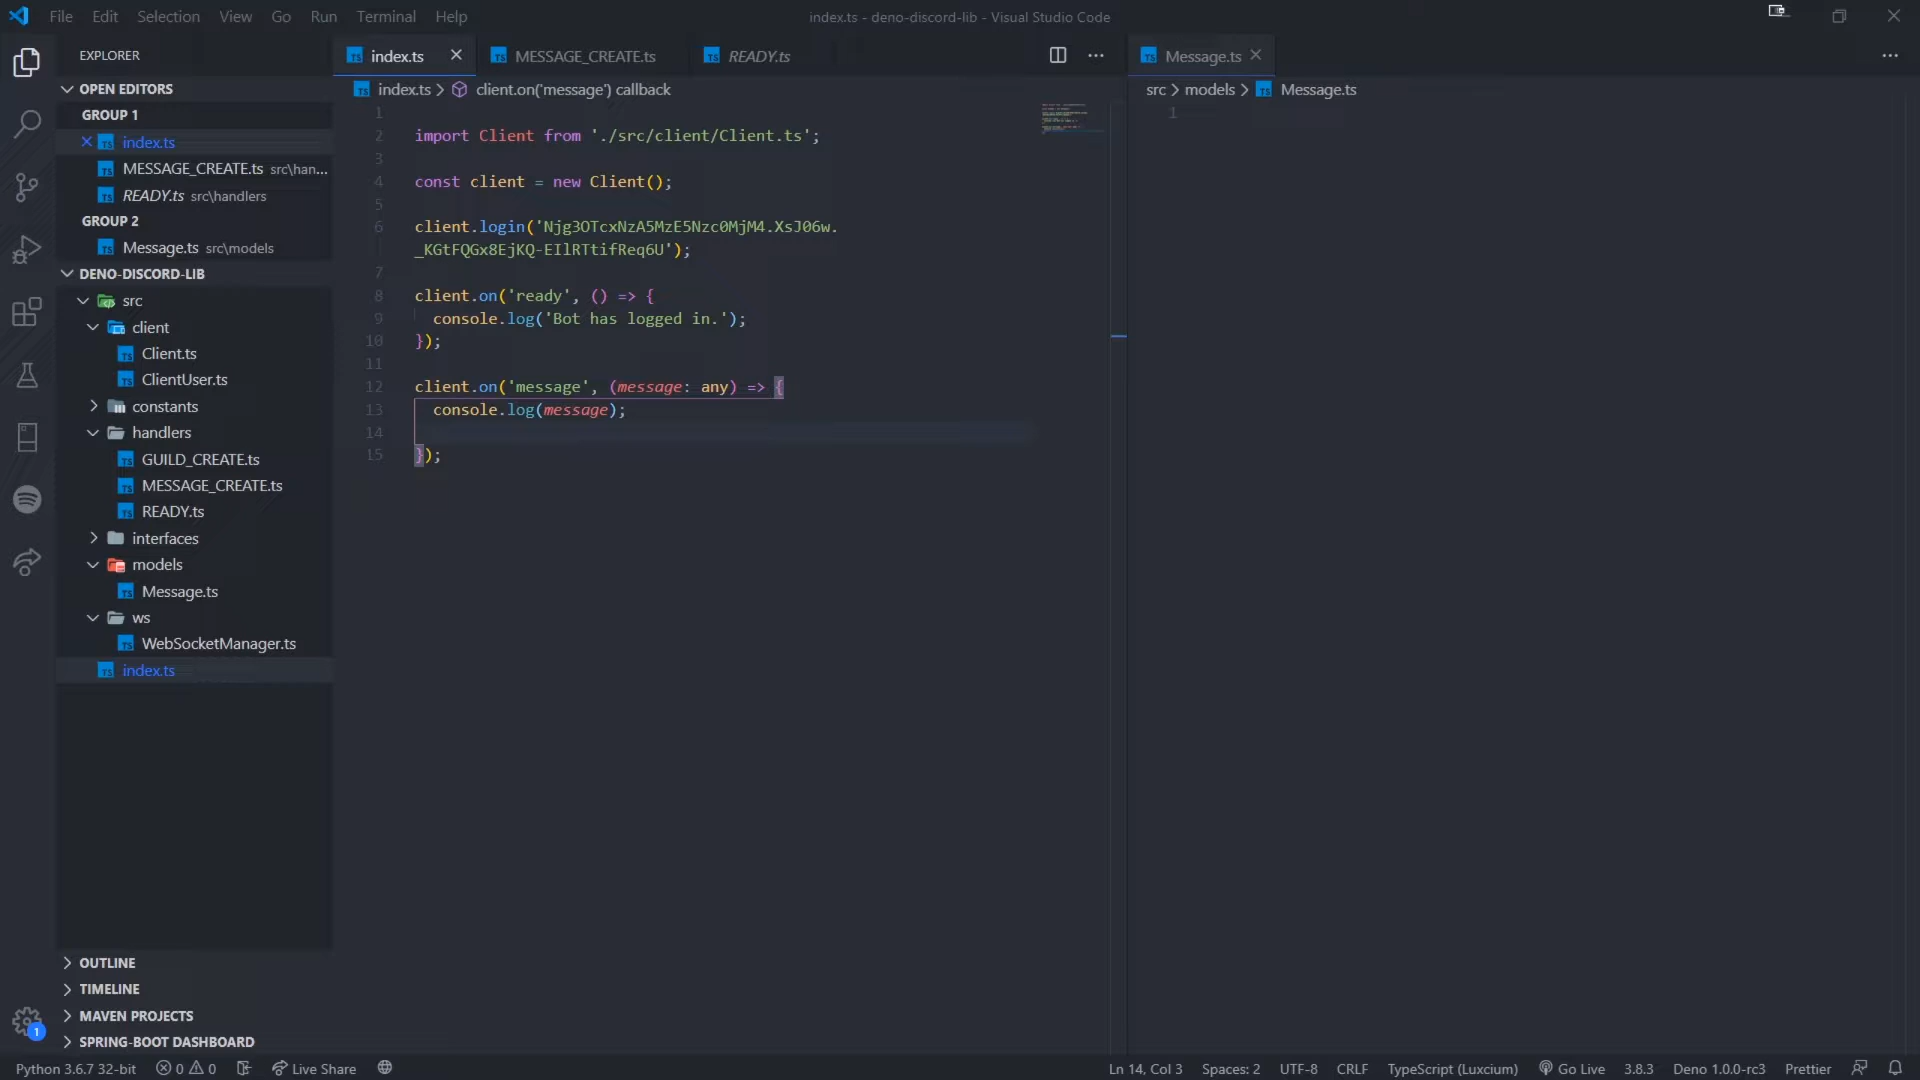 File Edit Selection View Go Run Terminal Help
index.ts - deno-discord-lib - Visual Studio Code
EXPLORER
OPEN EDITORS
GROUP 1
index.ts
MESSAGE_CREATE.ts src\han...
READY.ts src\handlers
GROUP 2
Message.ts src\models
DENO-DISCORD-LIB
src
client
Client.ts
ClientUser.ts
constants
handlers
GUILD_CREATE.ts
MESSAGE_CREATE.ts
READY.ts
interfaces
models
Message.ts
ws
WebSocketManager.ts
index.ts
OUTLINE
TIMELINE
MAVEN PROJECTS
SPRING-BOOT DASHBOARD
1
index.ts MESSAGE_CREATE.ts READY.ts
index.ts > client.on('message') callback
1
2 import Client from './src/client/Client.ts';
3
4 const client = new Client();
5
6 client.login('Njg3OTcxNzA5MzE5Nzc0MjM4.XsJ06w.
_KGtFQGx8EjKQ-EIlRTtifReq6U');
7
8 client.on('ready', () => {
9 console.log('Bot has logged in.');
10 });
11
12 client.on('message', (message: any) => {
13 console.log(message);
14
15 });
Message.ts
src > models > Message.ts
1
Python 3.6.7 32-bit 0 0 Live Share Ln 14, Col 3 Spaces: 2 UTF-8 CRLF TypeScript (Luxcium) Go Live 3.8.3 Deno 1.0.0-rc3 Prettier